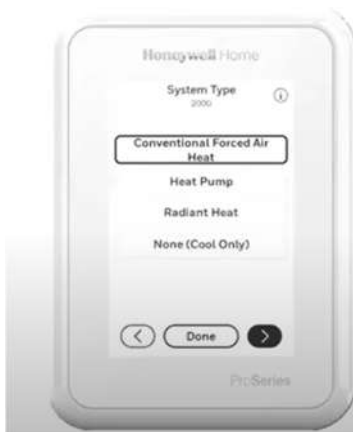 Honeywell Home
System Type
2000
Conventional Forced Air
Heat
Heat Pump
Radiant Heat
None (Cool Only)
Done
ProSeries